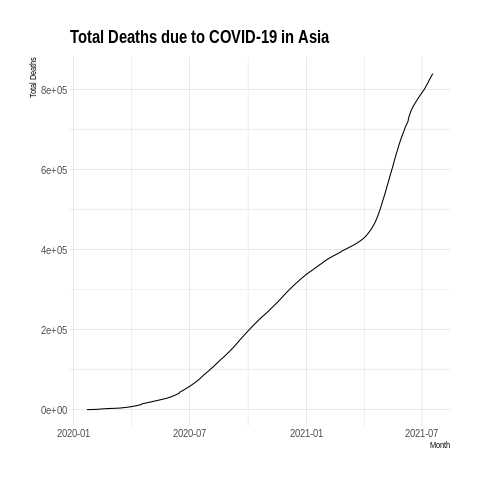 Total Deaths due to COVID-19 in Asia
Total Deaths
8e+05
6e+05
4e+05
2e+05
0e+00
2020-01 2020-07 2021-01 2021-07
Month